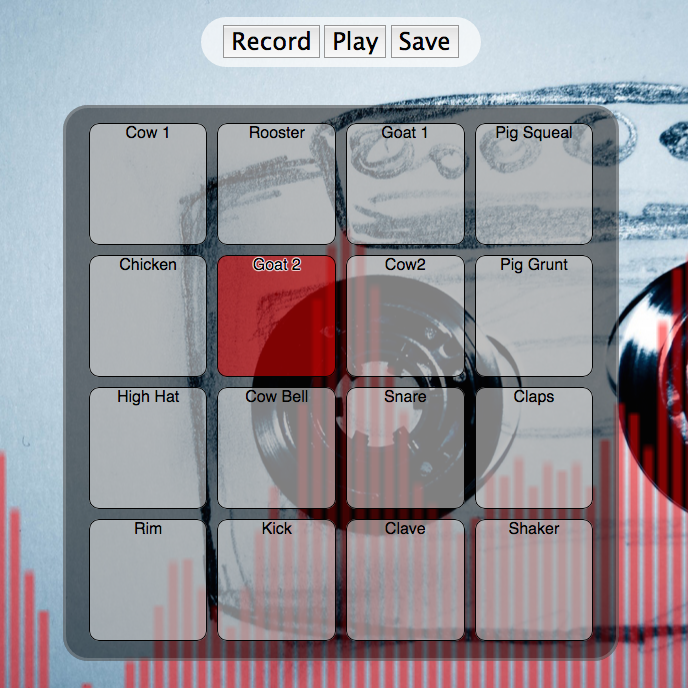 Record Play Save
Cow 1 Rooster Goat 1 Pig Squeal
Chicken Goat 2 Cow2 Pig Grunt
High Hat Cow Bell Snare Claps
Rim Kick Clave Shaker